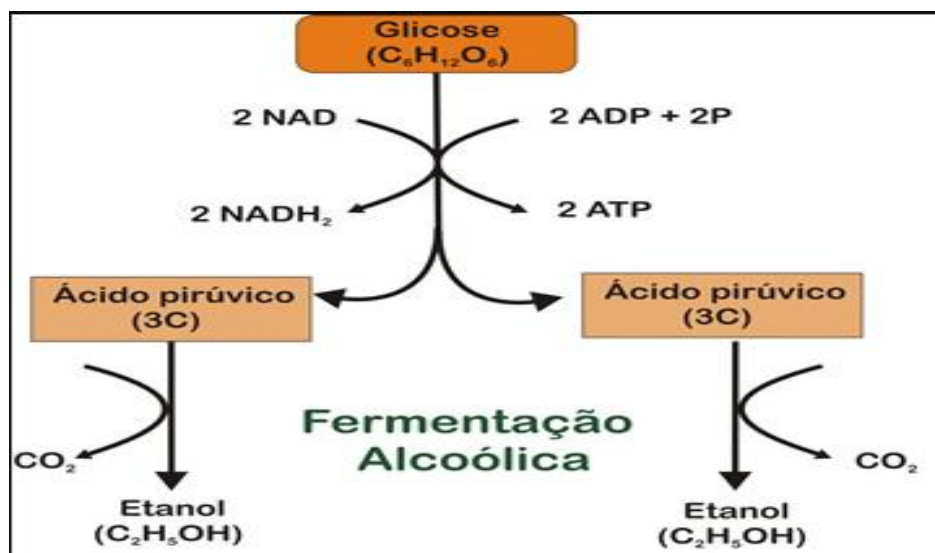 Glicose
(C₆H₁₂O₆)
2 NAD
2 ADP + 2P
2 NADH₂
2 ATP
Ácido pirúvico
(3C)
Ácido pirúvico
(3C)
Fermentação
Alcoólica
CO₂
CO₂
Etanol
(C₂H₅OH)
Etanol
(C₂H₅OH)